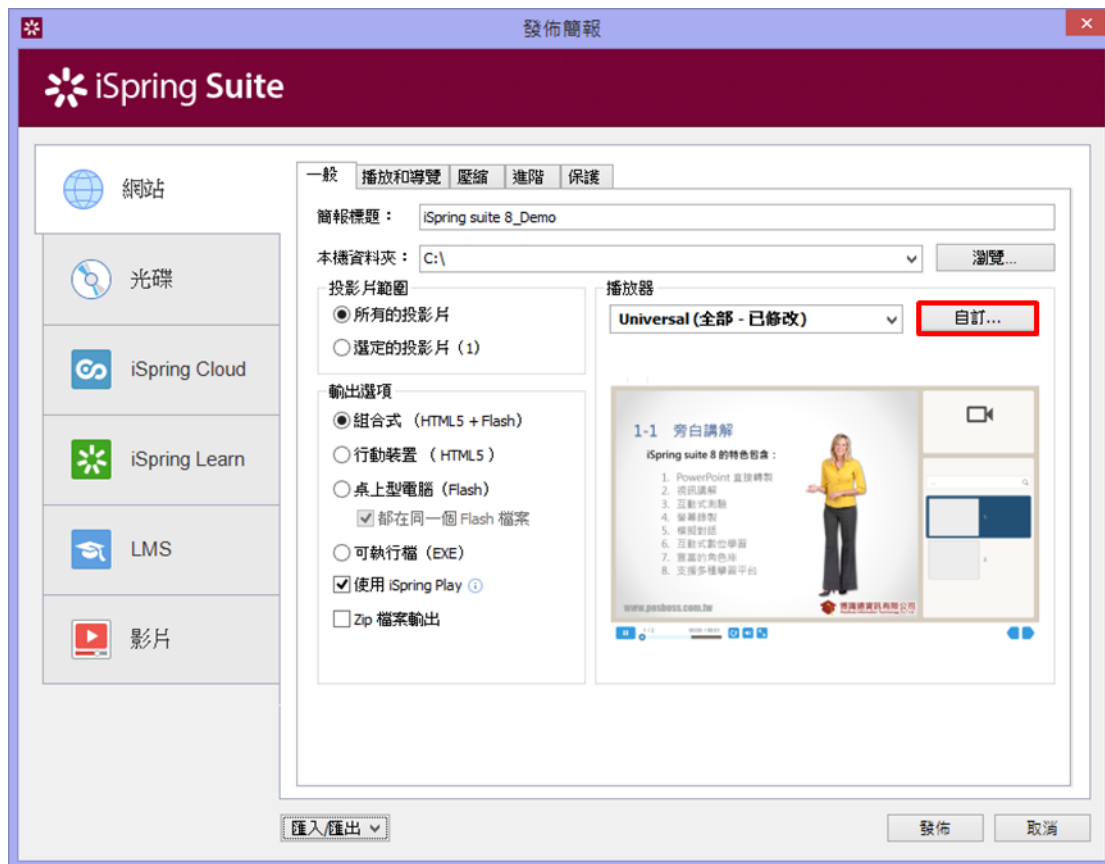 發佈簡報
iSpring Suite
網站
光碟
iSpring Cloud
iSpring Learn
LMS
影片
一般 播放和導覽 壓縮 進階 保護
簡報標題： iSpring suite 8_Demo
本機資料夾： C:\ 瀏覽...
投影片範圍
所有的投影片
選定的投影片（1）
輸出選項
組合式 （HTML5 + Flash）
行動裝置 （ HTML5 ）
桌上型電腦（Flash）
都在同一個 Flash 檔案
可執行檔（EXE）
使用 iSpring Play
Zip 檔案輸出
播放器
Universal (全部 - 已修改) 自訂...
1-1 旁白講解
iSpring suite 8 的特色包含：
1. PowerPoint 直接轉製
2. 視訊講解
3. 互動式測驗
4. 螢幕錄製
5. 模擬對話
6. 互動式數位學習
7. 豐富的角色庫
8. 支援多種學習平台
www.posboss.com.tw 博識通資訊有限公司
匯入/匯出 發佈 取消